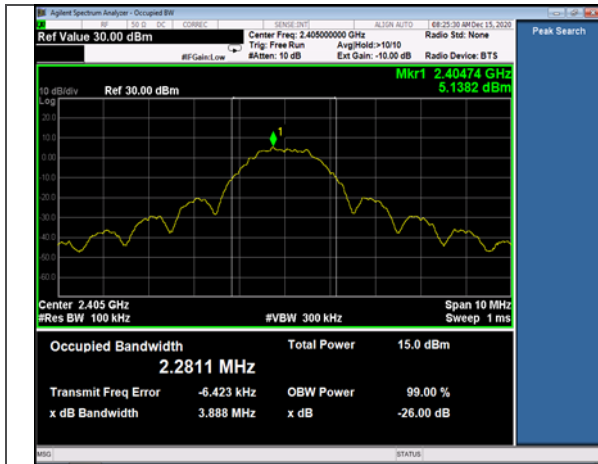 Agilent Spectrum Analyzer - Occupied BW
RF 50 Ω DC CORREC SENSE:INT ALIGN AUTO 08:25:30 AM Dec 15, 2020
Ref Value 30.00 dBm Center Freq: 2.405000000 GHz Radio Std: None Peak Search
Trig: Free Run Avg|Hold:>10/10
#IFGain:Low #Atten: 10 dB Ext Gain: -10.00 dB Radio Device: BTS
Mkr1 2.40474 GHz
10 dB/div Ref 30.00 dBm 5.1382 dBm
Log
20.0
10.0
1
0.00
-10.0
-20.0
-30.0
-40.0
-50.0
-60.0
Center 2.405 GHz Span 10 MHz
#Res BW 100 kHz #VBW 300 kHz Sweep 1 ms
Occupied Bandwidth Total Power 15.0 dBm
2.2811 MHz
Transmit Freq Error -6.423 kHz OBW Power 99.00 %
x dB Bandwidth 3.888 MHz x dB -26.00 dB
MSG STATUS